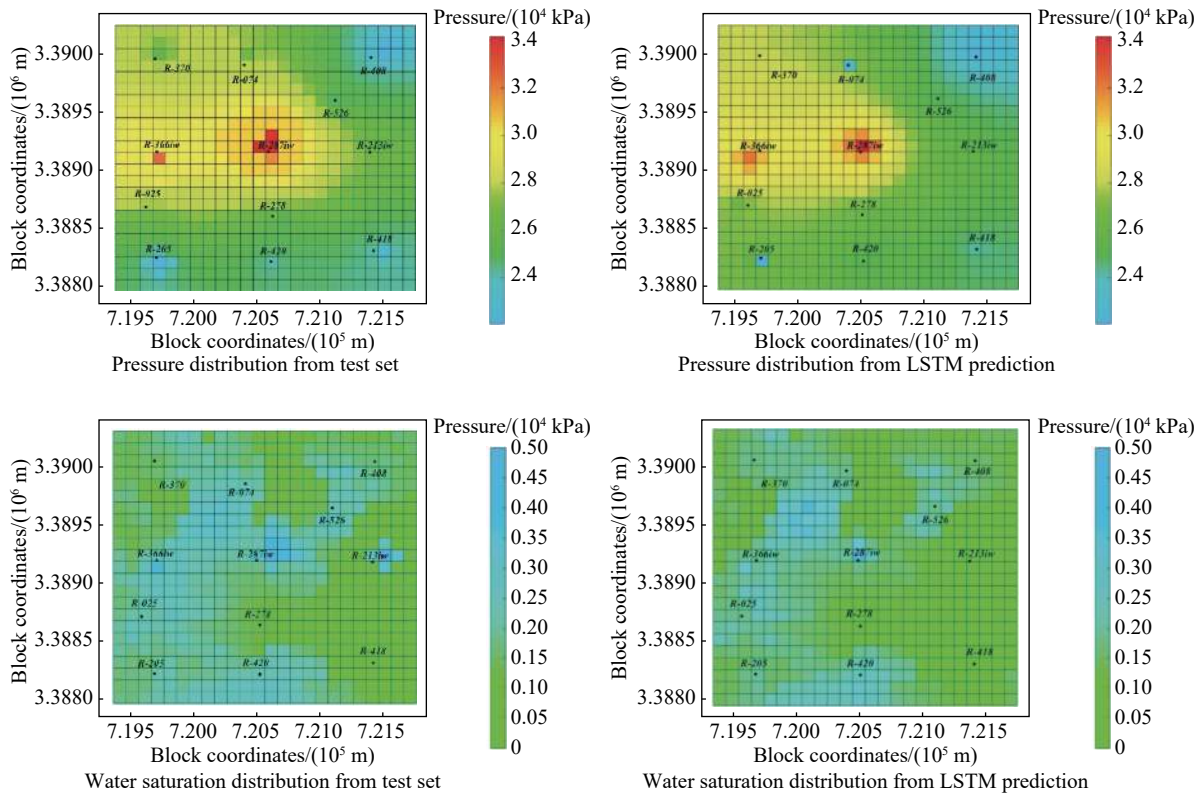 Pressure/(10⁴ kPa)
3.4
3.2
3.0
2.8
2.6
2.4
3.3900
3.3895
3.3890
3.3885
3.3880
Block coordinates/(10⁶ m)
R-370
R-074
R-408
R-526
R-366iw
R-287iw
R-213iw
R-025
R-278
R-205
R-420
R-418
7.195 7.200 7.205 7.210 7.215
Block coordinates/(10⁵ m)
Pressure distribution from test set
Pressure/(10⁴ kPa)
3.4
3.2
3.0
2.8
2.6
2.4
3.3900
3.3895
3.3890
3.3885
3.3880
Block coordinates/(10⁶ m)
R-370
R-074
R-408
R-526
R-366iw
R-287iw
R-213iw
R-025
R-278
R-205
R-420
R-418
7.195 7.200 7.205 7.210 7.215
Block coordinates/(10⁵ m)
Pressure distribution from LSTM prediction
Pressure/(10⁴ kPa)
0.50
0.45
0.40
0.35
0.30
0.25
0.20
0.15
0.10
0.05
0
3.3900
3.3895
3.3890
3.3885
3.3880
Block coordinates/(10⁶ m)
R-370
R-074
R-408
R-526
R-366iw
R-287iw
R-213iw
R-025
R-278
R-205
R-420
R-418
7.195 7.200 7.205 7.210 7.215
Block coordinates/(10⁵ m)
Water saturation distribution from test set
Pressure/(10⁴ kPa)
0.50
0.45
0.40
0.35
0.30
0.25
0.20
0.15
0.10
0.05
0
3.3900
3.3895
3.3890
3.3885
3.3880
Block coordinates/(10⁶ m)
R-370
R-074
R-408
R-526
R-366iw
R-287iw
R-213iw
R-025
R-278
R-205
R-420
R-418
7.195 7.200 7.205 7.210 7.215
Block coordinates/(10⁵ m)
Water saturation distribution from LSTM prediction